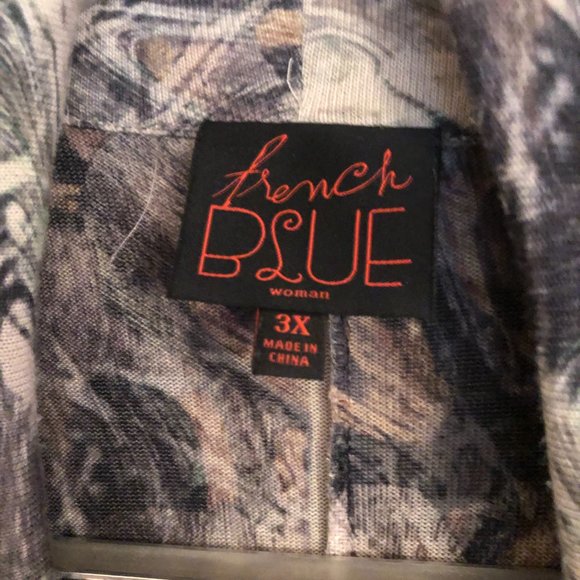 french
BLUE
woman
3X
MADE IN
CHINA